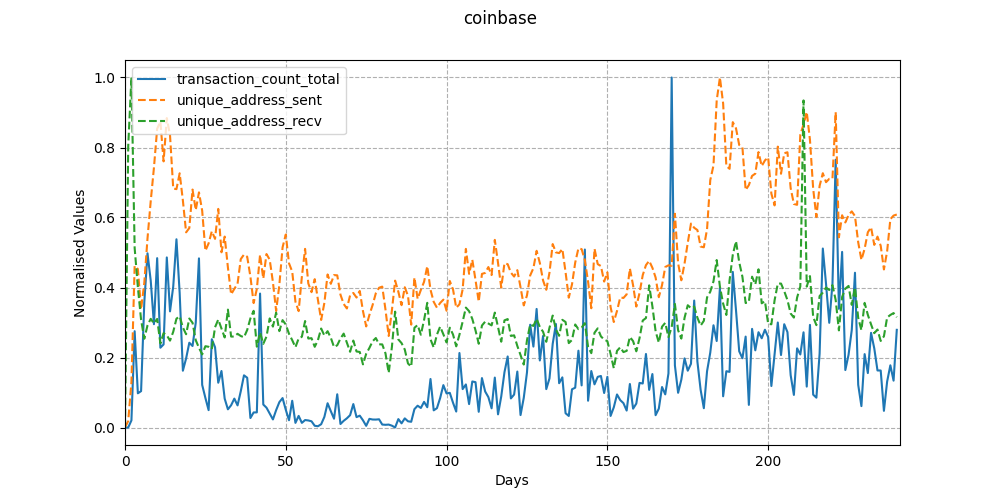 coinbase
transaction_count_total
unique_address_sent
unique_address_recv
Normalised Values
1.0
0.8
0.6
0.4
0.2
0.0
0 50 100 150 200
Days